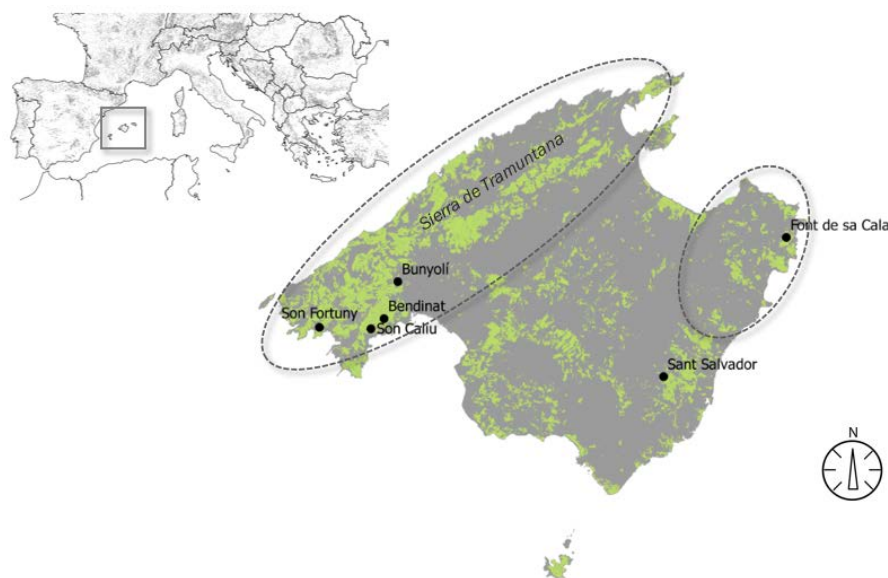 Sierra de Tramuntana
Font de sa Cala
Bunyolí
Bendinat
Son Fortuny
Son Caliu
Sant Salvador
N